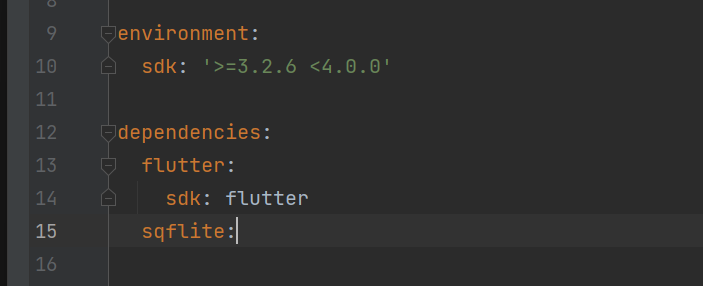 8
9 environment:
10 sdk: '>=3.2.6 <4.0.0'
11
12 dependencies:
13 flutter:
14 sdk: flutter
15 sqflite:
16